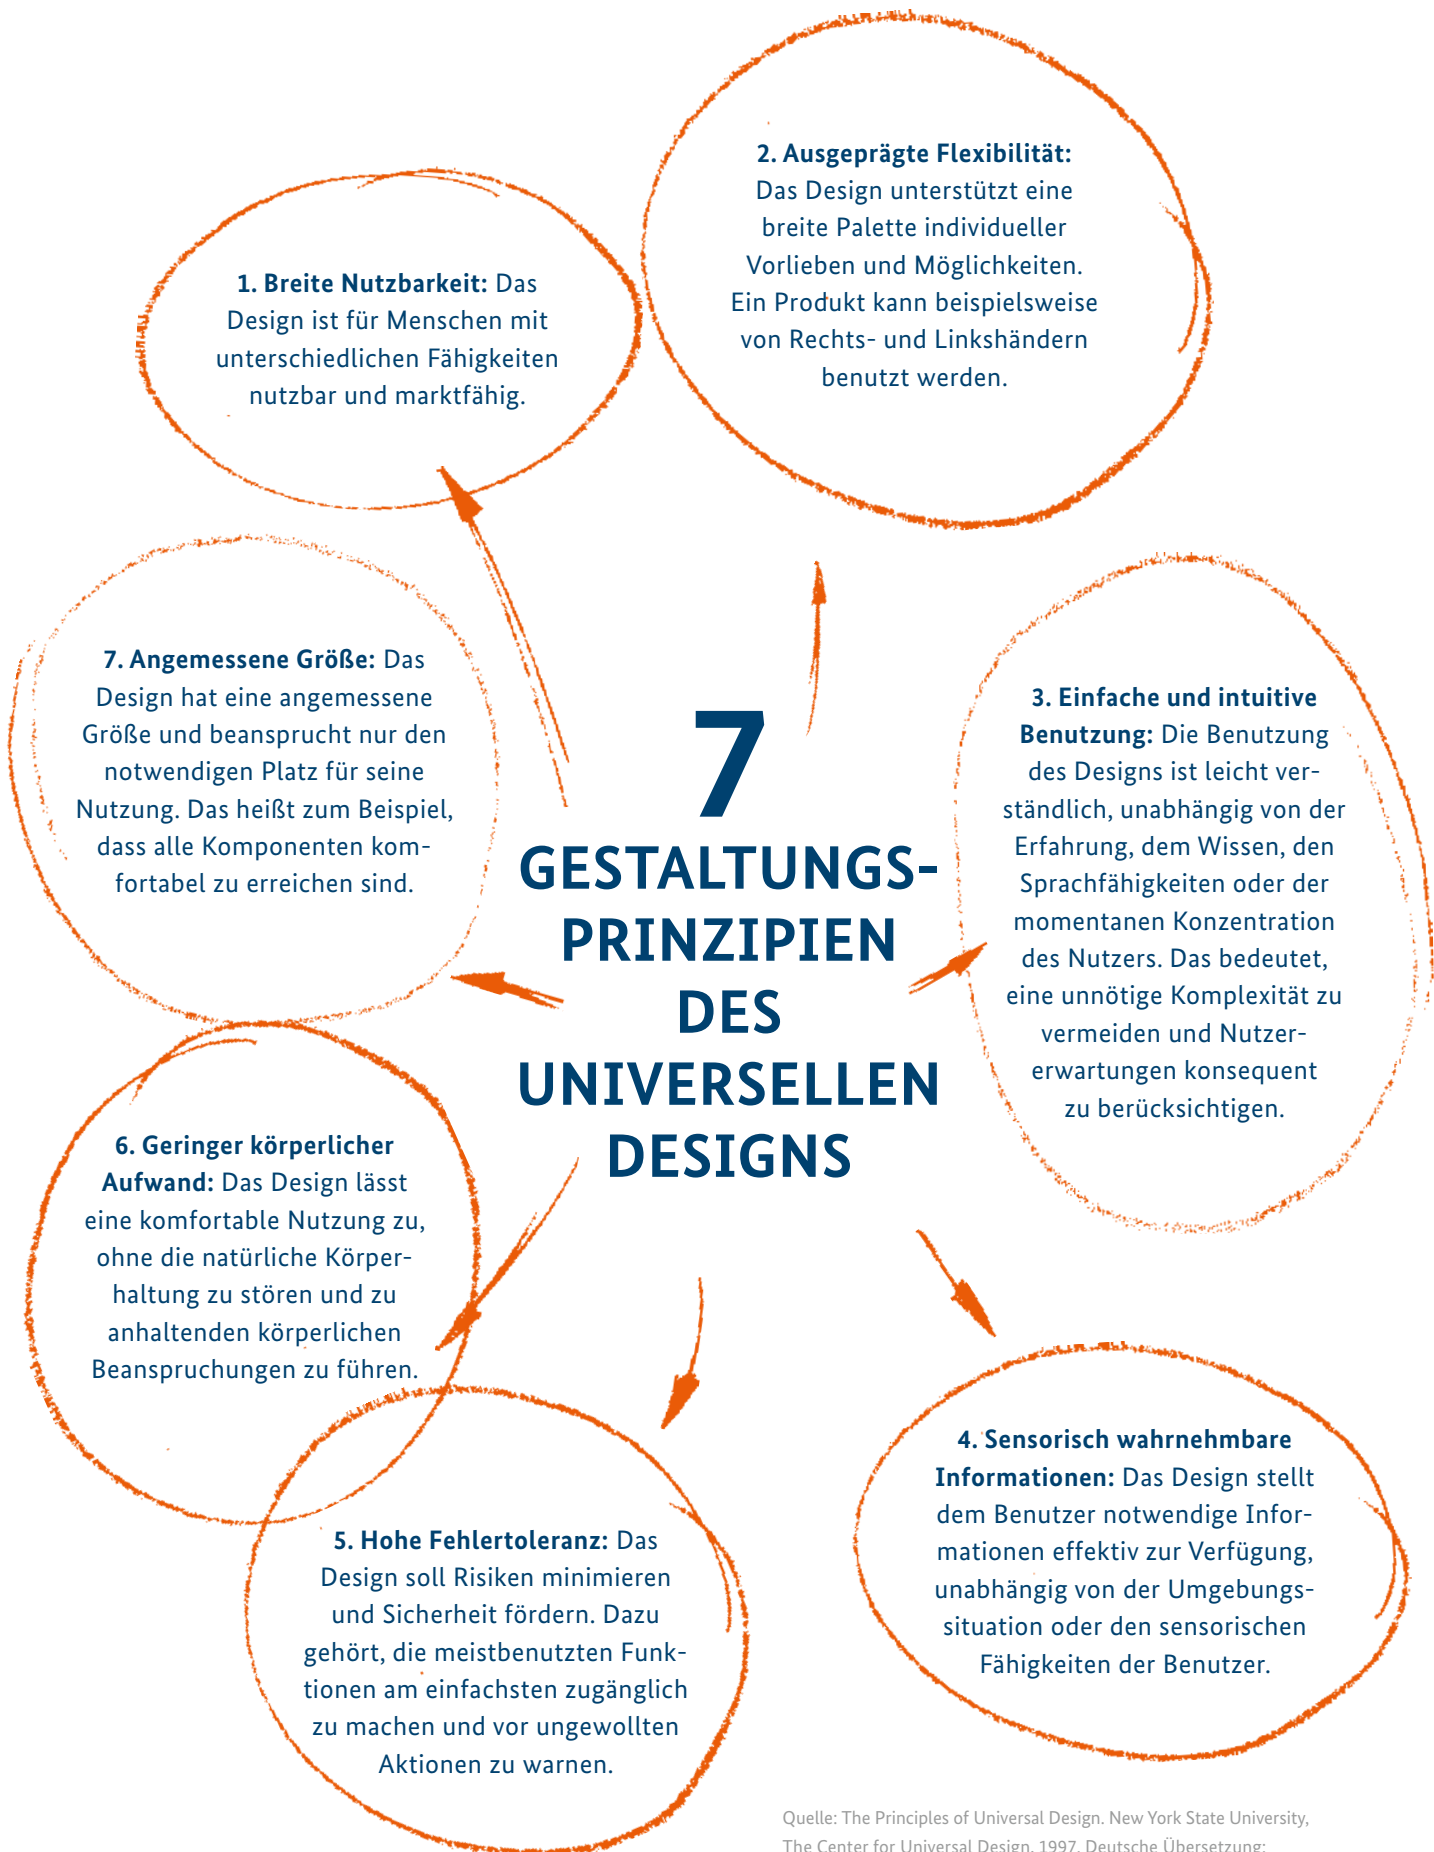 7
GESTALTUNGS-
PRINZIPIEN
DES
UNIVERSELLEN
DESIGNS
1. Breite Nutzbarkeit: Das
Design ist für Menschen mit
unterschiedlichen Fähigkeiten
nutzbar und marktfähig.
2. Ausgeprägte Flexibilität:
Das Design unterstützt eine
breite Palette individueller
Vorlieben und Möglichkeiten.
Ein Produkt kann beispielsweise
von Rechts- und Linkshändern
benutzt werden.
3. Einfache und intuitive
Benutzung: Die Benutzung
des Designs ist leicht ver-
ständlich, unabhängig von der
Erfahrung, dem Wissen, den
Sprachfähigkeiten oder der
momentanen Konzentration
des Nutzers. Das bedeutet,
eine unnötige Komplexität zu
vermeiden und Nutzer-
erwartungen konsequent
zu berücksichtigen.
4. Sensorisch wahrnehmbare
Informationen: Das Design stellt
dem Benutzer notwendige Infor-
mationen effektiv zur Verfügung,
unabhängig von der Umgebungs-
situation oder den sensorischen
Fähigkeiten der Benutzer.
5. Hohe Fehlertoleranz: Das
Design soll Risiken minimieren
und Sicherheit fördern. Dazu
gehört, die meistbenutzten Funk-
tionen am einfachsten zugänglich
zu machen und vor ungewollten
Aktionen zu warnen.
6. Geringer körperlicher
Aufwand: Das Design lässt
eine komfortable Nutzung zu,
ohne die natürliche Körper-
haltung zu stören und zu
anhaltenden körperlichen
Beanspruchungen zu führen.
7. Angemessene Größe: Das
Design hat eine angemessene
Größe und beansprucht nur den
notwendigen Platz für seine
Nutzung. Das heißt zum Beispiel,
dass alle Komponenten kom-
fortabel zu erreichen sind.
Quelle: The Principles of Universal Design. New York State University,
The Center for Universal Design, 1997. Deutsche Übersetzung: